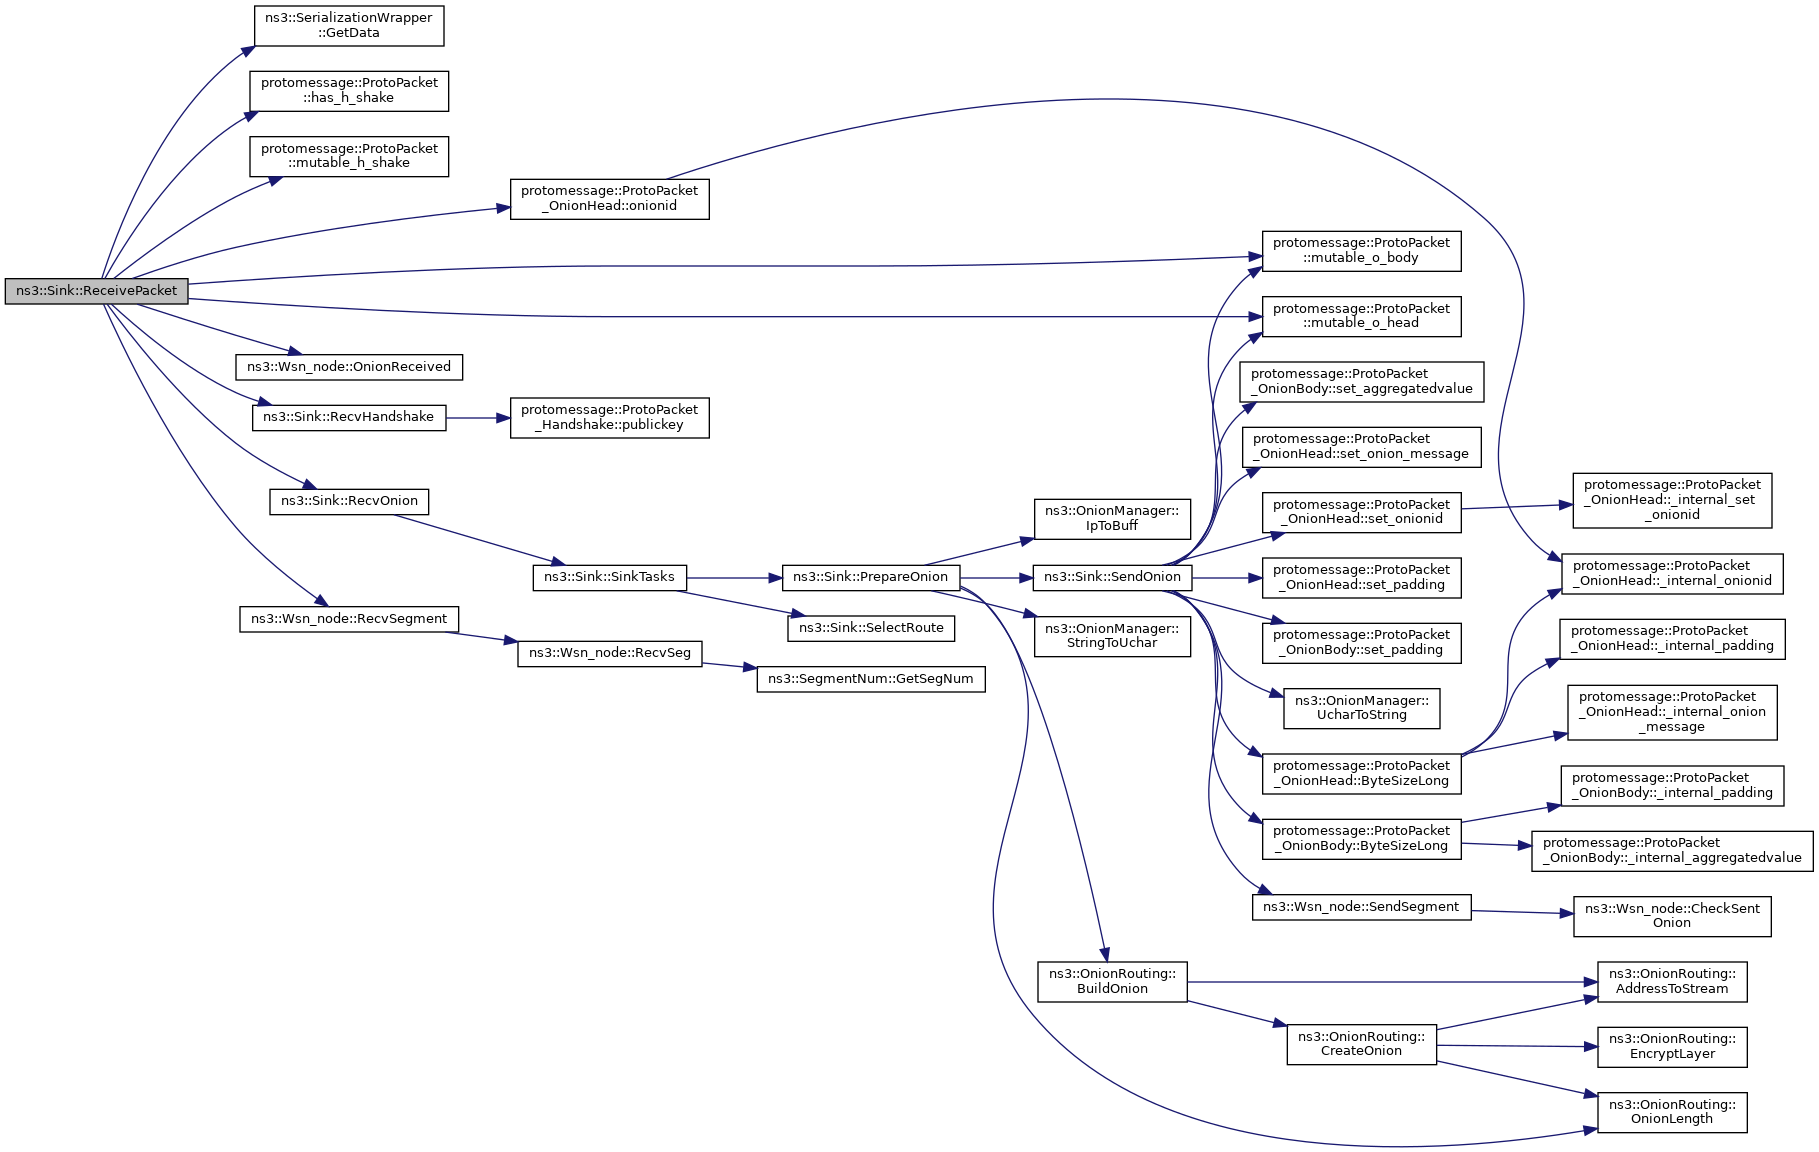 ns3::SerializationWrapper
::GetData
protomessage::ProtoPacket
::has_h_shake
protomessage::ProtoPacket
::mutable_h_shake
protomessage::ProtoPacket
_OnionHead::onionid
ns3::Sink::ReceivePacket
ns3::Wsn_node::OnionReceived
ns3::Sink::RecvHandshake
protomessage::ProtoPacket
_Handshake::publickey
ns3::Sink::RecvOnion
ns3::Wsn_node::RecvSegment
ns3::Sink::SinkTasks
ns3::Wsn_node::RecvSeg
ns3::Sink::PrepareOnion
ns3::Sink::SelectRoute
ns3::SegmentNum::GetSegNum
ns3::OnionManager::
IpToBuff
ns3::Sink::SendOnion
ns3::OnionManager::
StringToUchar
ns3::OnionRouting::
BuildOnion
protomessage::ProtoPacket
::mutable_o_body
protomessage::ProtoPacket
::mutable_o_head
protomessage::ProtoPacket
_OnionBody::set_aggregatedvalue
protomessage::ProtoPacket
_OnionHead::set_onion_message
protomessage::ProtoPacket
_OnionHead::set_onionid
protomessage::ProtoPacket
_OnionHead::set_padding
protomessage::ProtoPacket
_OnionBody::set_padding
ns3::OnionManager::
UcharToString
protomessage::ProtoPacket
_OnionHead::ByteSizeLong
protomessage::ProtoPacket
_OnionBody::ByteSizeLong
ns3::Wsn_node::SendSegment
ns3::OnionRouting::
CreateOnion
protomessage::ProtoPacket
_OnionHead::_internal_set
_onionid
protomessage::ProtoPacket
_OnionHead::_internal_onionid
protomessage::ProtoPacket
_OnionHead::_internal_padding
protomessage::ProtoPacket
_OnionHead::_internal_onion
_message
protomessage::ProtoPacket
_OnionBody::_internal_padding
protomessage::ProtoPacket
_OnionBody::_internal_aggregatedvalue
ns3::Wsn_node::CheckSent
Onion
ns3::OnionRouting::
AddressToStream
ns3::OnionRouting::
EncryptLayer
ns3::OnionRouting::
OnionLength